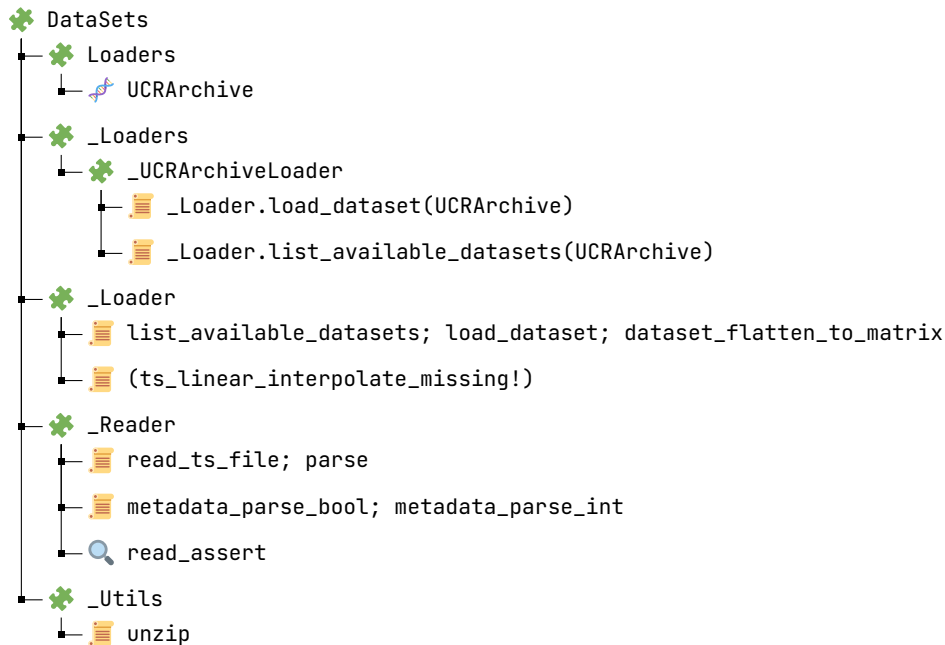 DataSets
Loaders
UCRArchive
_Loaders
_UCRArchiveLoader
_Loader.load_dataset(UCRArchive)
_Loader.list_available_datasets(UCRArchive)
_Loader
list_available_datasets; load_dataset; dataset_flatten_to_matrix
(ts_linear_interpolate_missing!)
_Reader
read_ts_file; parse
metadata_parse_bool; metadata_parse_int
read_assert
_Utils
unzip